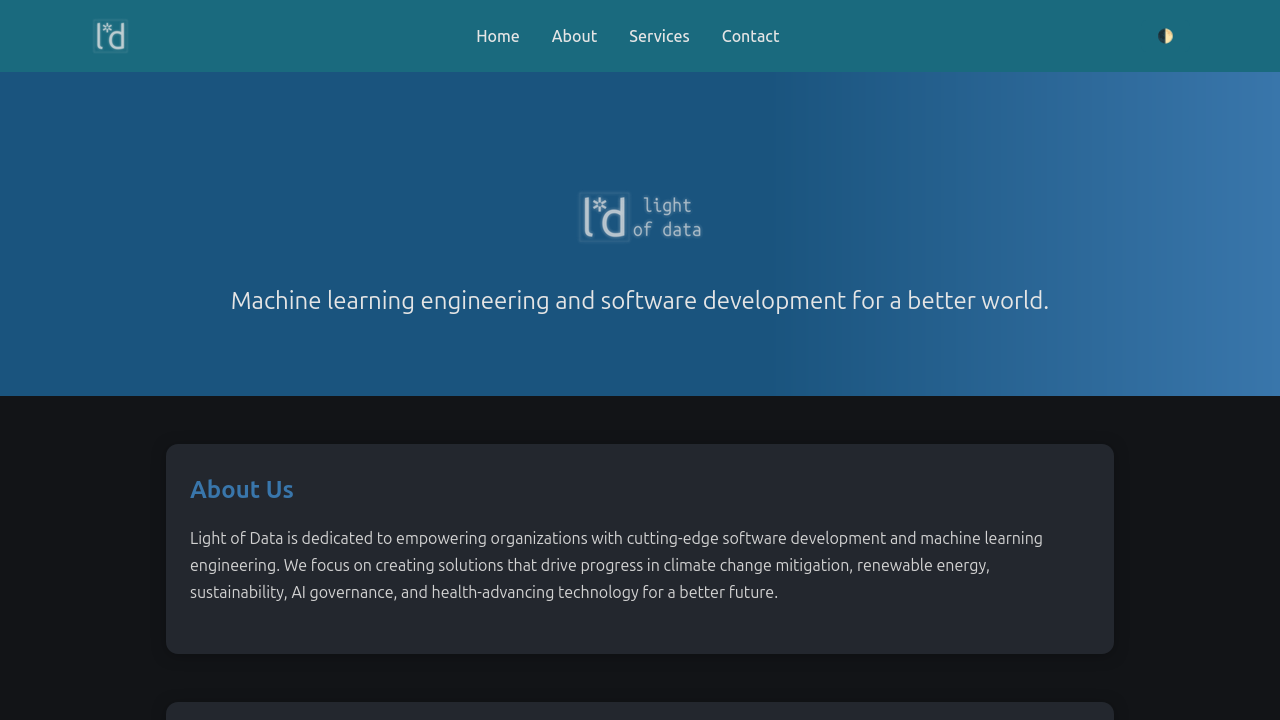 l*d
Home
About
Services
Contact
l*d
light
of data
Machine learning engineering and software development for a better world.
About Us
Light of Data is dedicated to empowering organizations with cutting-edge software development and machine learning
engineering. We focus on creating solutions that drive progress in climate change mitigation, renewable energy,
sustainability, AI governance, and health-advancing technology for a better future.